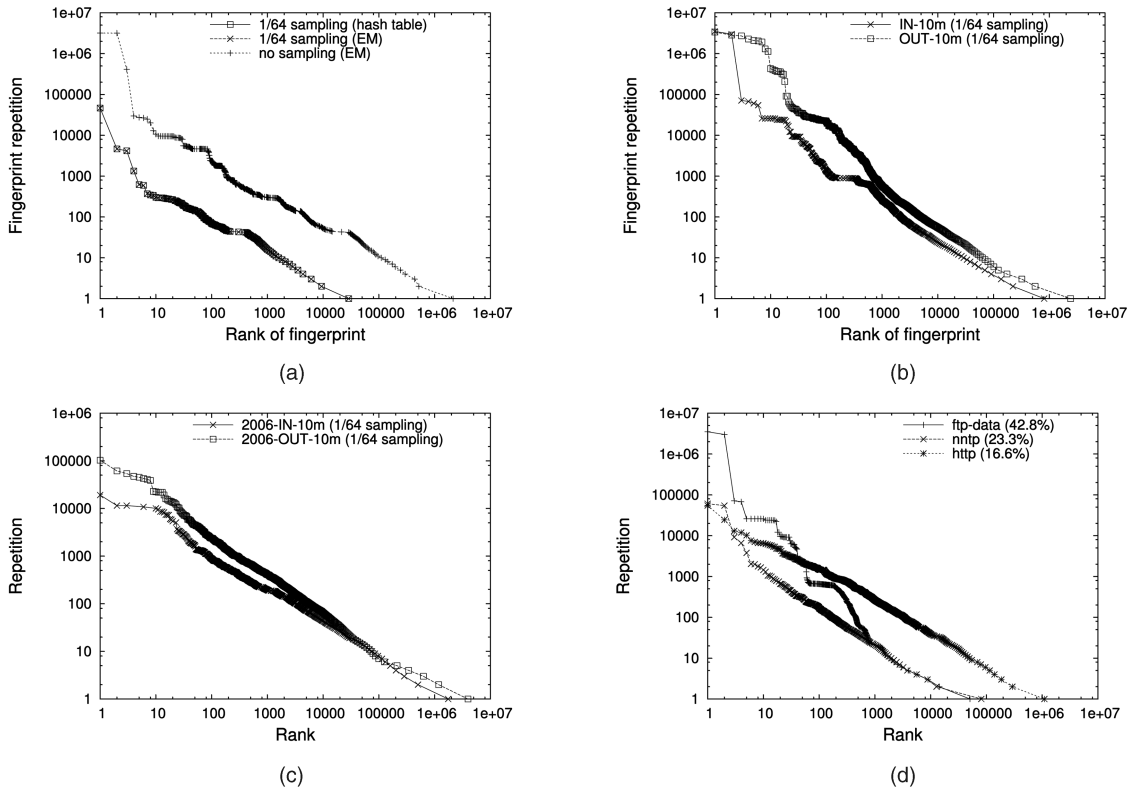 1e+07
1e+06
100000
10000
1000
100
10
1
1 10 100 1000 10000 100000 1e+06 1e+07
Fingerprint repetition
Rank of fingerprint
1/64 sampling (hash table)
1/64 sampling (EM)
no sampling (EM)
(a)
1e+07
1e+06
100000
10000
1000
100
10
1
1 10 100 1000 10000 100000 1e+06 1e+07
Fingerprint repetition
Rank of fingerprint
IN-10m (1/64 sampling)
OUT-10m (1/64 sampling)
(b)
1e+06
100000
10000
1000
100
10
1
1 10 100 1000 10000 100000 1e+06 1e+07
Repetition
Rank
2006-IN-10m (1/64 sampling)
2006-OUT-10m (1/64 sampling)
(c)
1e+07
1e+06
100000
10000
1000
100
10
1
1 10 100 1000 10000 100000 1e+06 1e+07
Repetition
Rank
ftp-data (42.8%)
nntp (23.3%)
http (16.6%)
(d)